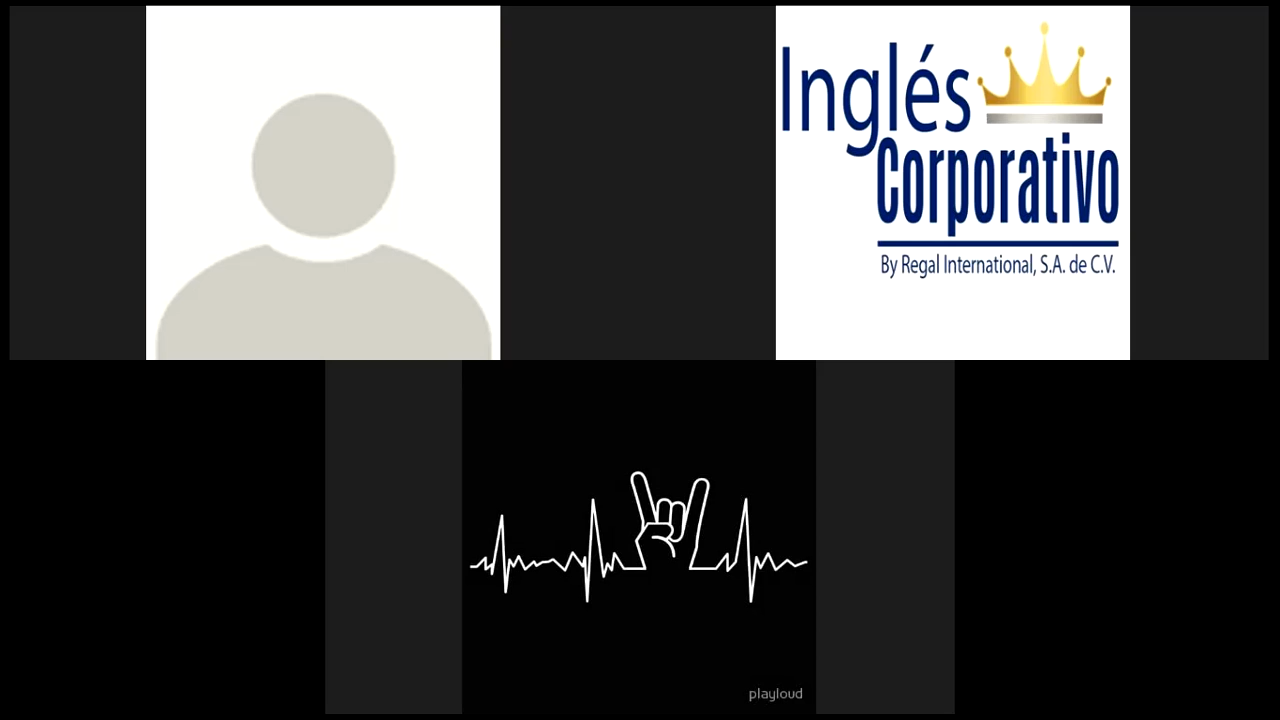 Inglés
Corporativo
By Regal International, S.A. de C.V.
playloud